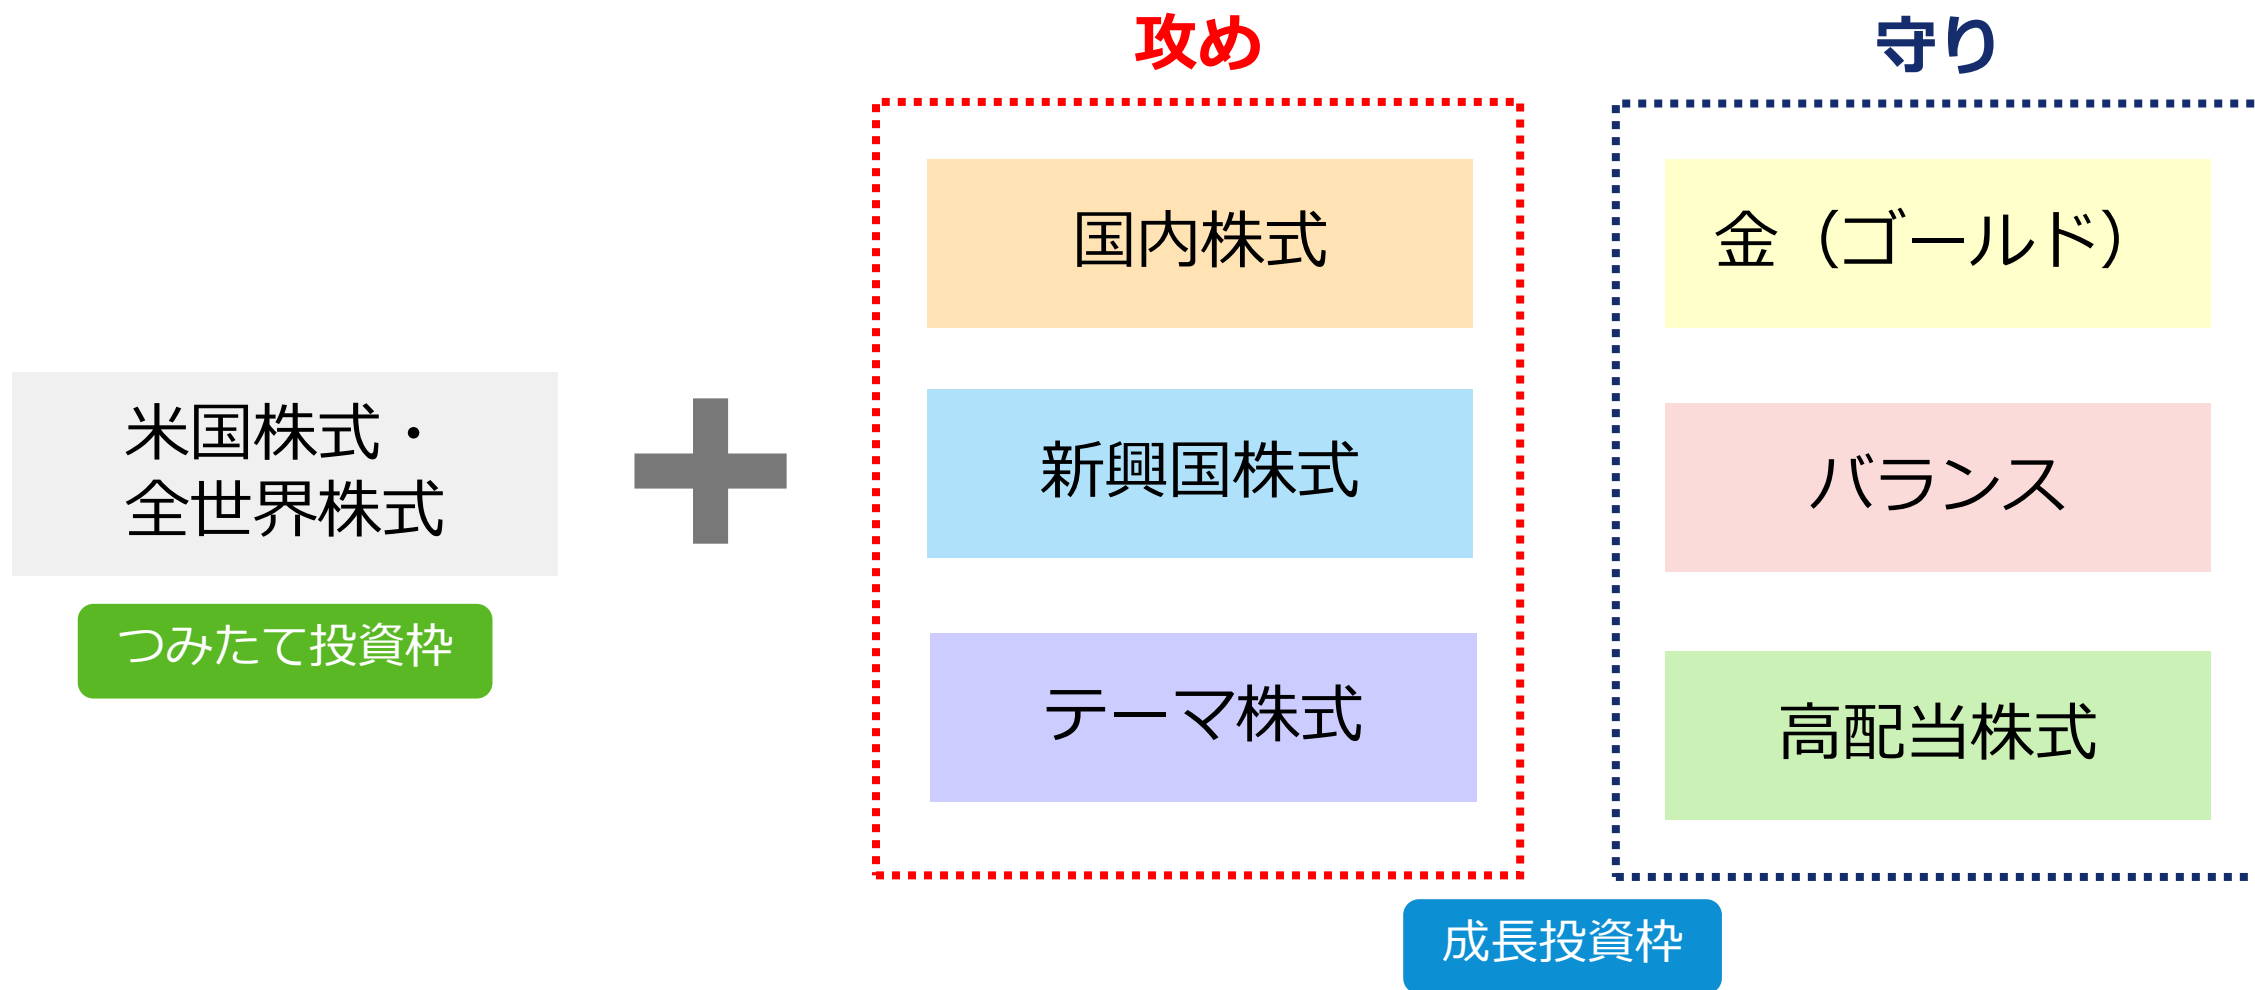 攻め
守り
米国株式・
全世界株式
つみたて投資枠
国内株式
新興国株式
テーマ株式
金（ゴールド）
バランス
高配当株式
成長投資枠